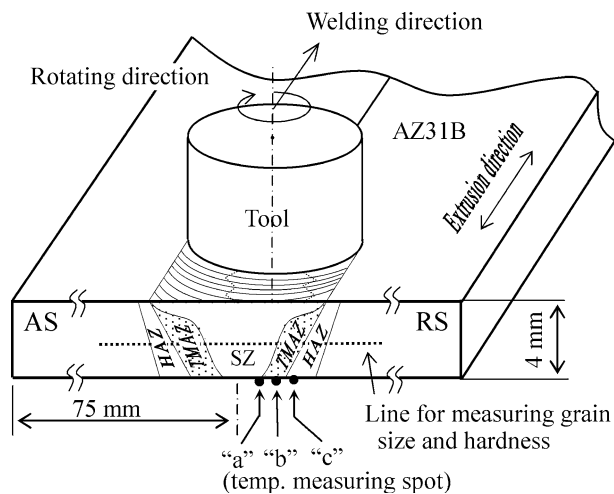 Welding direction
Rotating direction
AZ31B
Extrusion direction
Tool
AS
RS
HAZ
TMAZ
SZ
TMAZ
HAZ
4 mm
75 mm
Line for measuring grain
size and hardness
“a” “b” “c”
(temp. measuring spot)